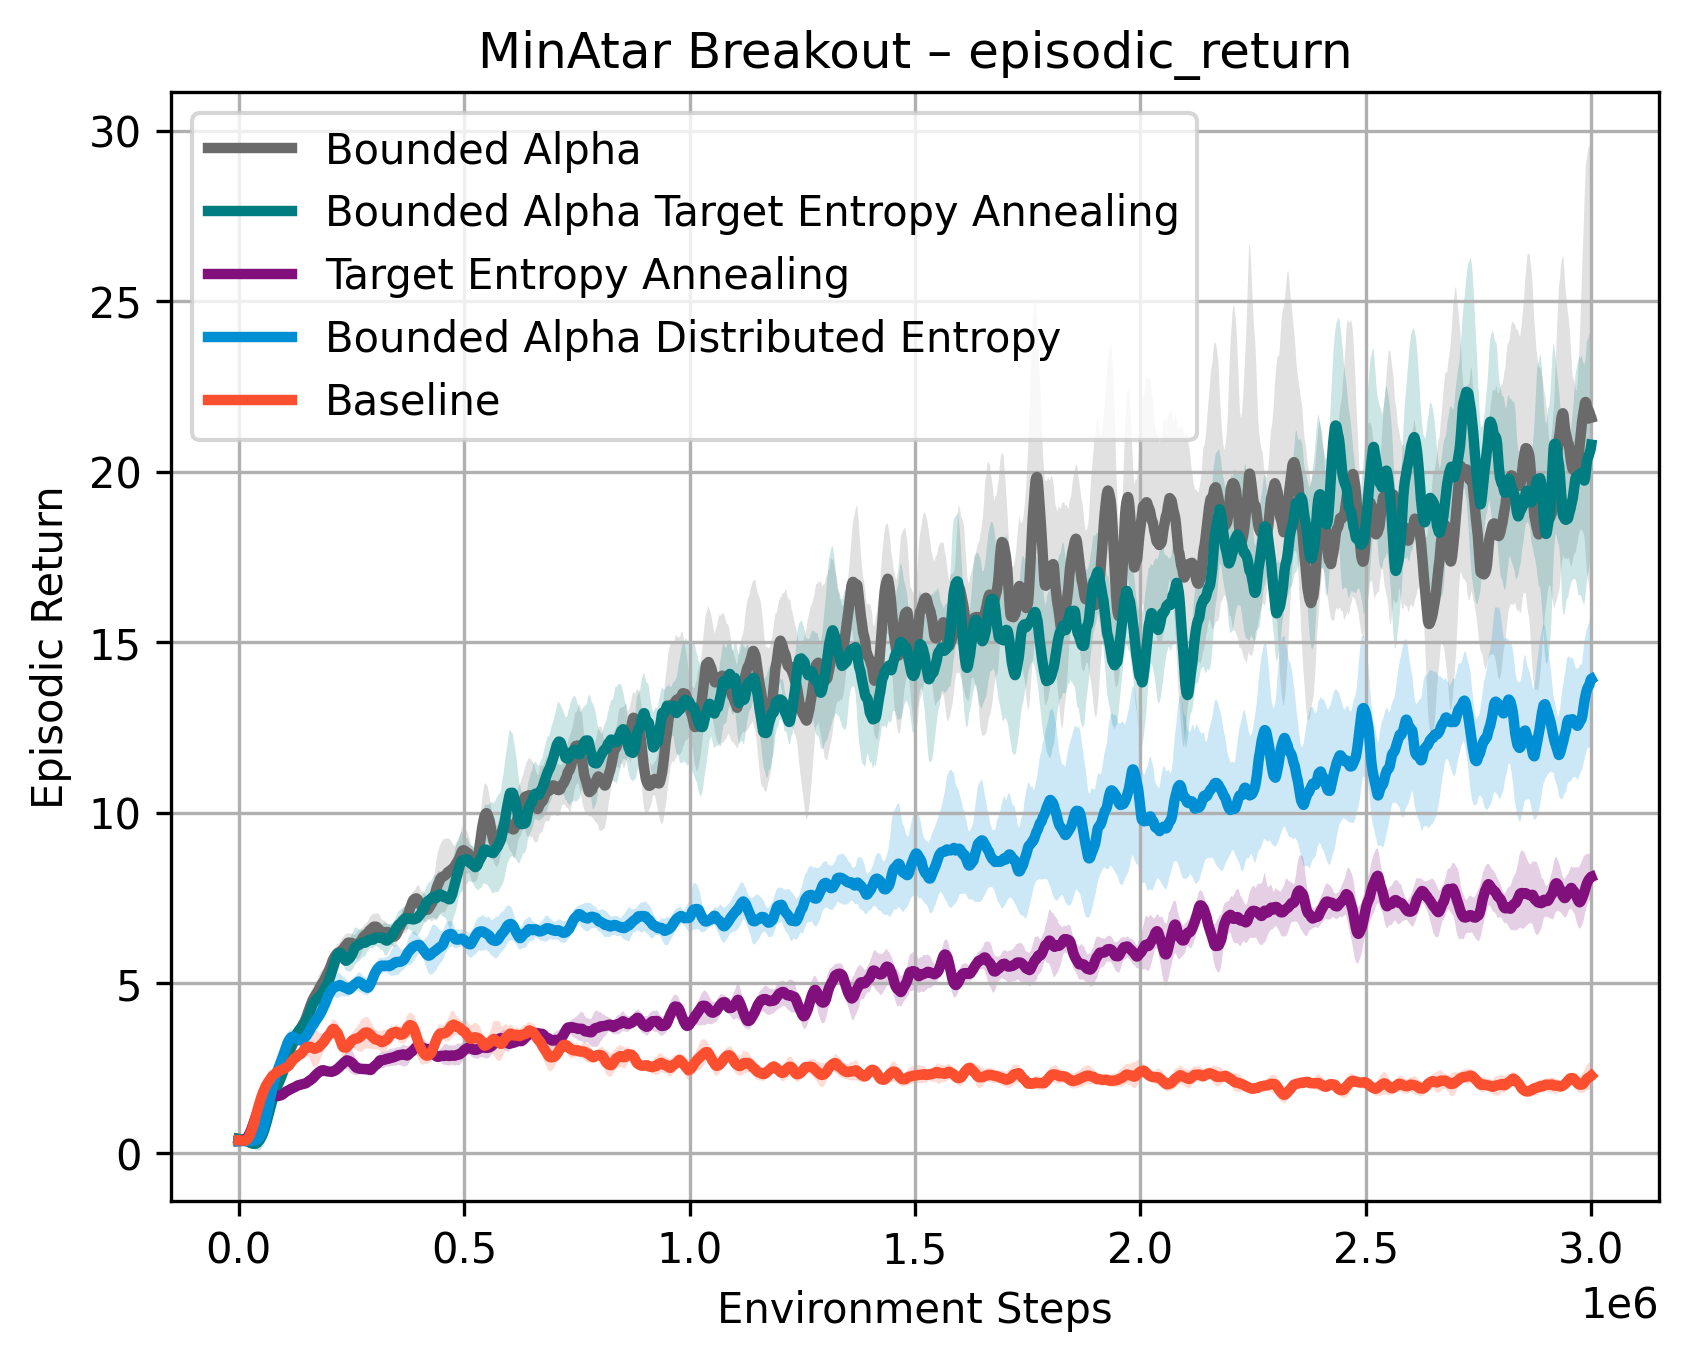 MinAtar Breakout – episodic_return
Bounded Alpha
Bounded Alpha Target Entropy Annealing
Target Entropy Annealing
Bounded Alpha Distributed Entropy
Baseline
30
25
20
15
10
5
0
Episodic Return
0.0 0.5 1.0 1.5 2.0 2.5 3.0
1e6
Environment Steps